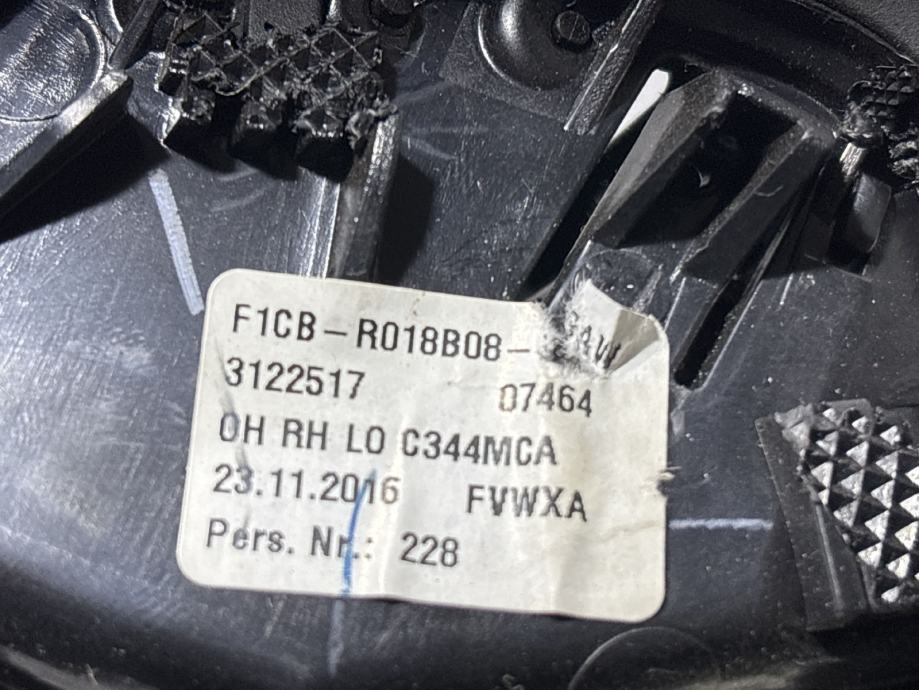 F1CB-R018B08-
3122517 07464
OH RH LO C344MCA
23.11.2016 FVWXA
Pers. Nr.: 228